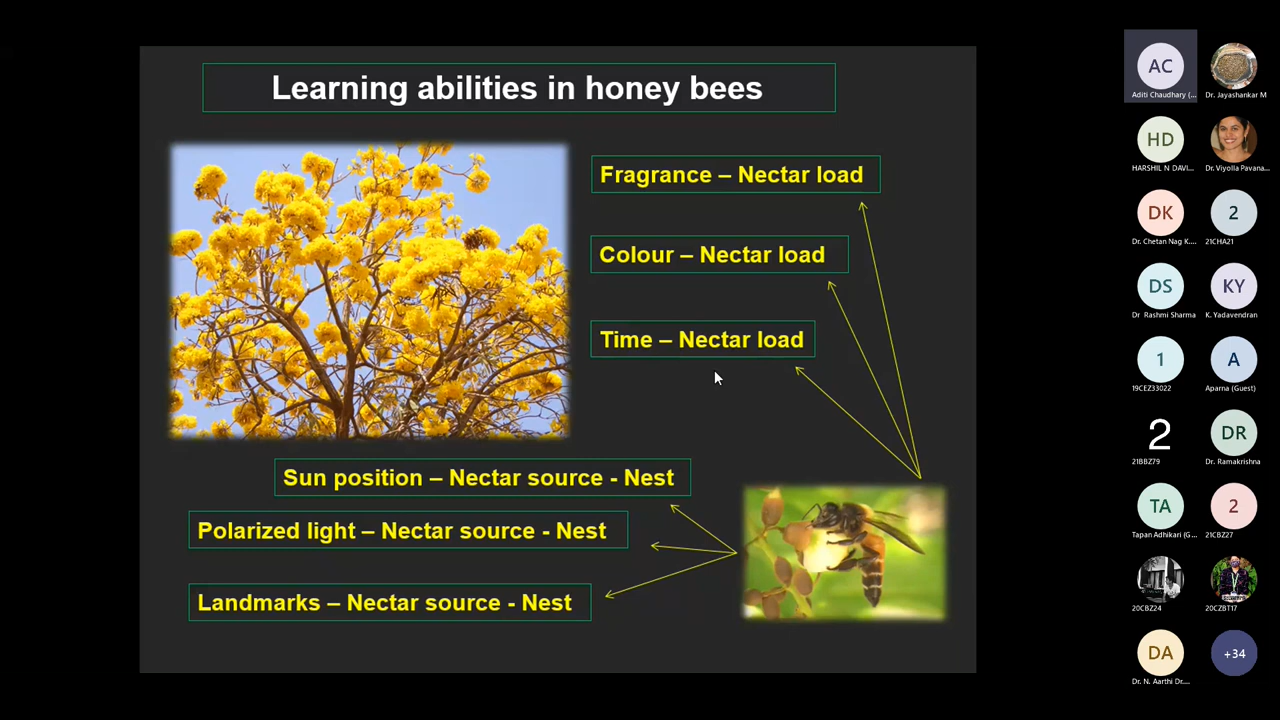 Learning abilities in honey bees
Fragrance – Nectar load
Colour – Nectar load
Time – Nectar load
Sun position – Nectar source - Nest
Polarized light – Nectar source - Nest
Landmarks – Nectar source - Nest
AC
Aditi Chaudhary (...
Dr. Jayashankar M
HD
HARSHIL N DAVI...
Dr. Viyolla Pavana...
DK
Dr. Chetan Nag K...
2
21CHA21
DS
Dr Rashmi Sharma
KY
K. Yadavendran
1
19CEZ33022
A
Aparna (Guest)
2
21BBZ79
DR
Dr. Ramakrishna
TA
Tapan Adhikari (G...
2
21CBZ27
20CBZ24
20CZBT17
DA
Dr. N. Aarthi Dr....
+34